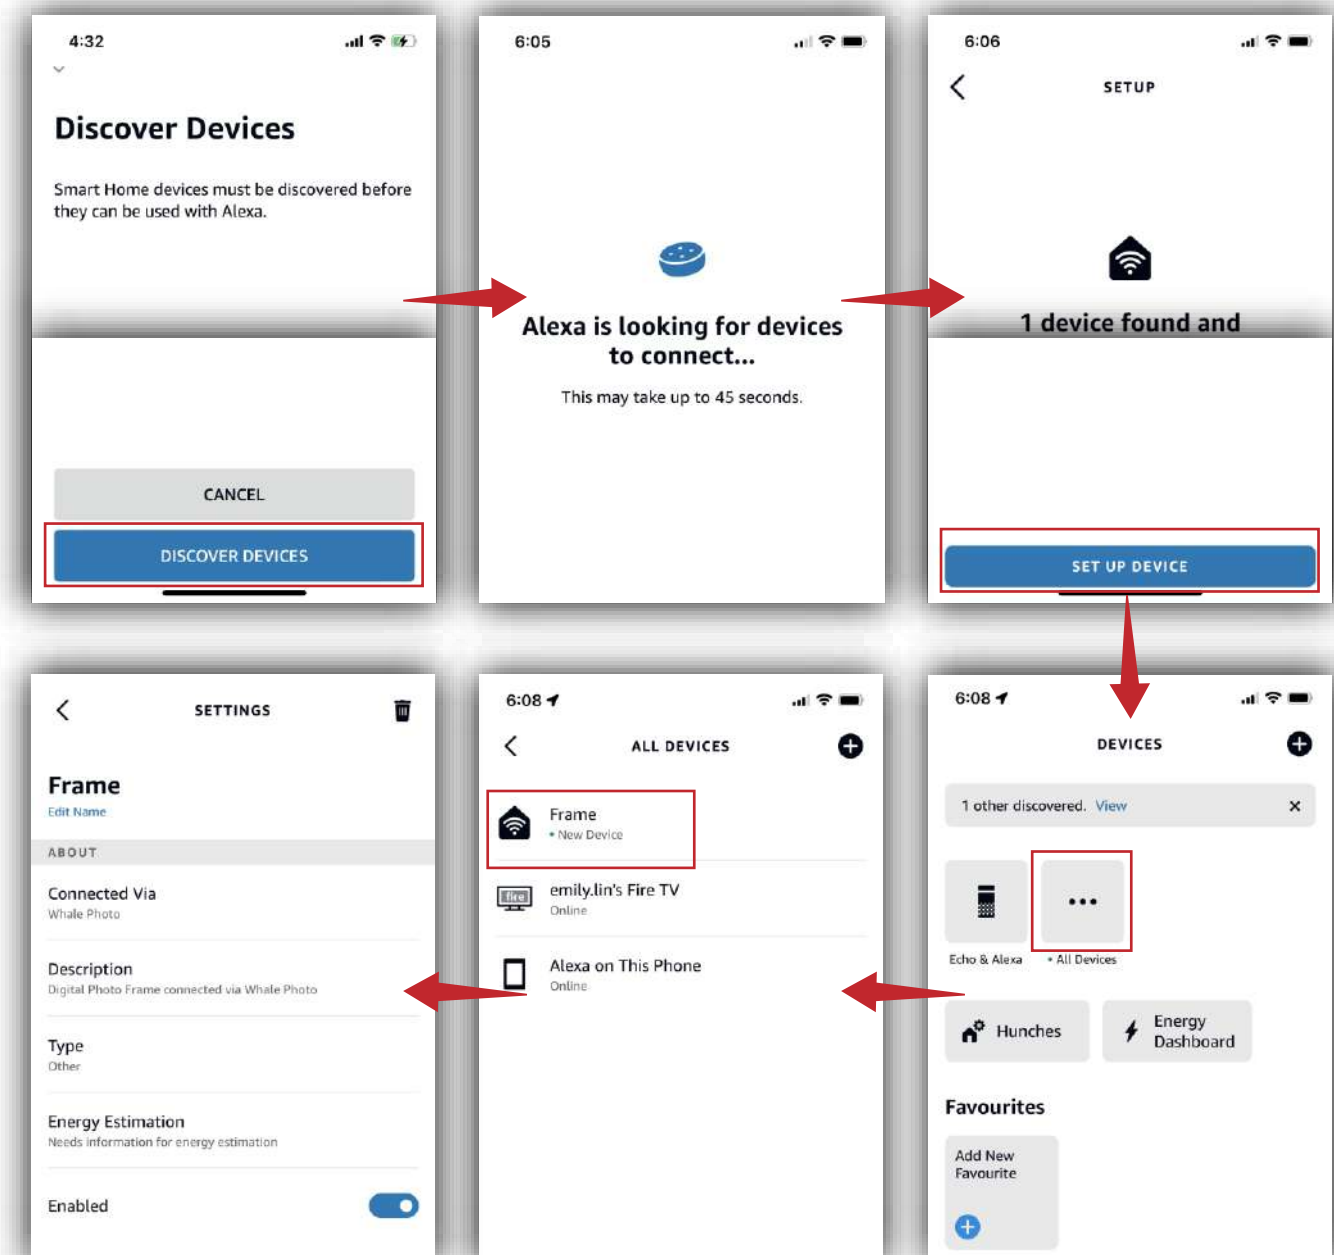 4:32
Discover Devices
Smart Home devices must be discovered before
they can be used with Alexa.
CANCEL
DISCOVER DEVICES
6:05
Alexa is looking for devices
to connect...
This may take up to 45 seconds.
6:06
SETUP
1 device found and
SET UP DEVICE
6:08
DEVICES
1 other discovered. View
Echo & Alexa
• All Devices
Hunches
Energy
Dashboard
Favourites
Add New
Favourite
6:08
ALL DEVICES
Frame
• New Device
fire
emily.lin's Fire TV
Online
Alexa on This Phone
Online
SETTINGS
Frame
Edit Name
ABOUT
Connected Via
Whale Photo
Description
Digital Photo Frame connected via Whale Photo
Type
Other
Energy Estimation
Needs information for energy estimation
Enabled